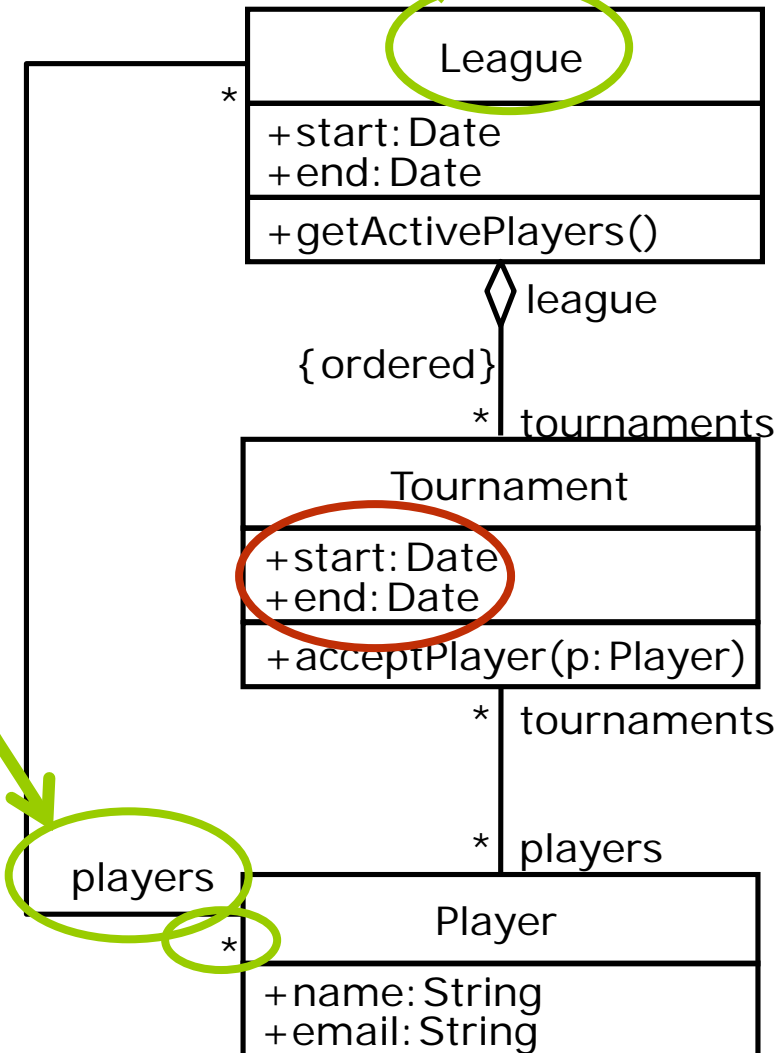 League
*
+start:Date
+end:Date
+getActivePlayers()
league
{ordered}
* tournaments
Tournament
+start:Date
+end:Date
+acceptPlayer(p:Player)
* tournaments
* players
players
*
Player
+name:String
+email:String